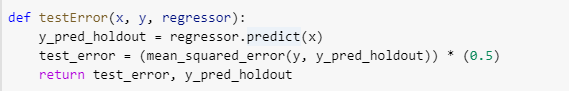 def testError(x, y, regressor):
    y_pred_holdout = regressor.predict(x)
    test_error = (mean_squared_error(y, y_pred_holdout)) * (0.5)
    return test_error, y_pred_holdout